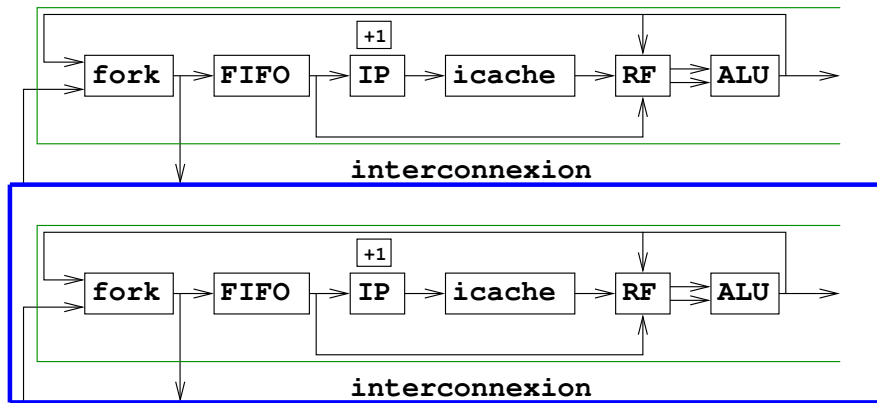 +1
fork FIFO IP icache RF ALU
interconnexion
+1
fork FIFO IP icache RF ALU
interconnexion